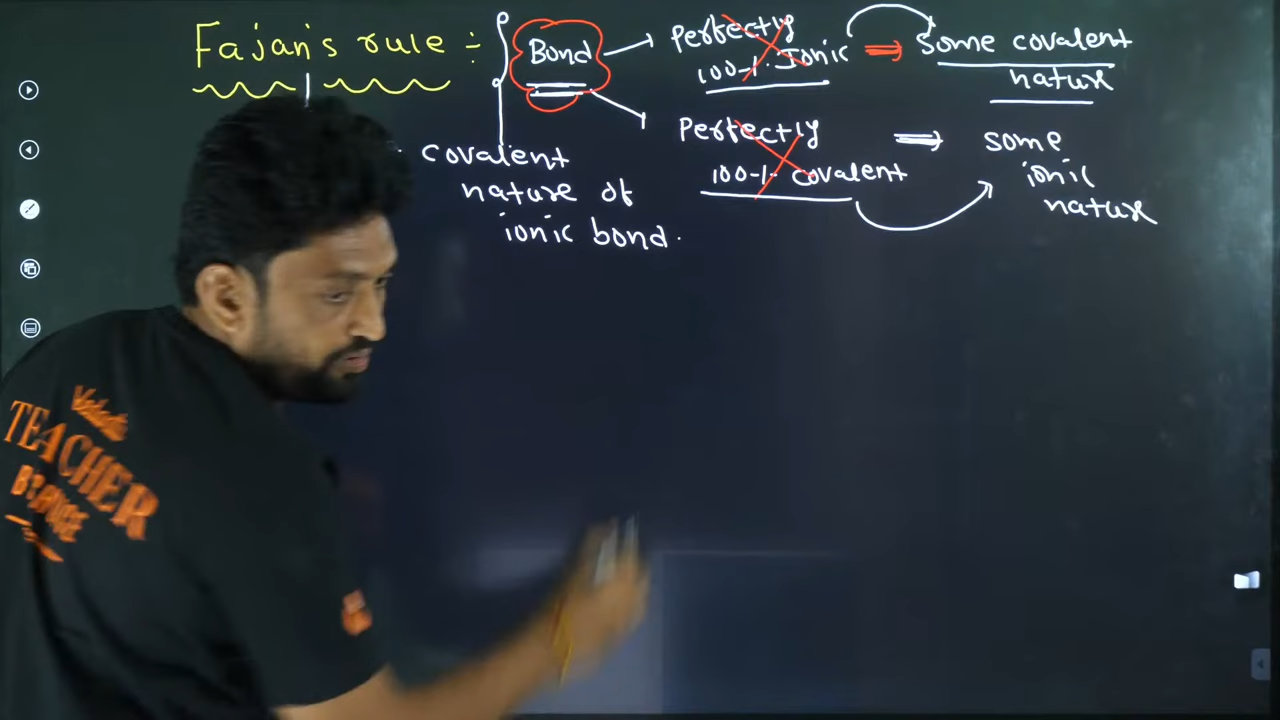 Fajan's rule :-
Bond
Perfectly
100-/. Ionic
some covalent
nature
Perfectly
100-/. covalent
some
ionic
nature
covalent
nature of
ionic bond.
TEACHER